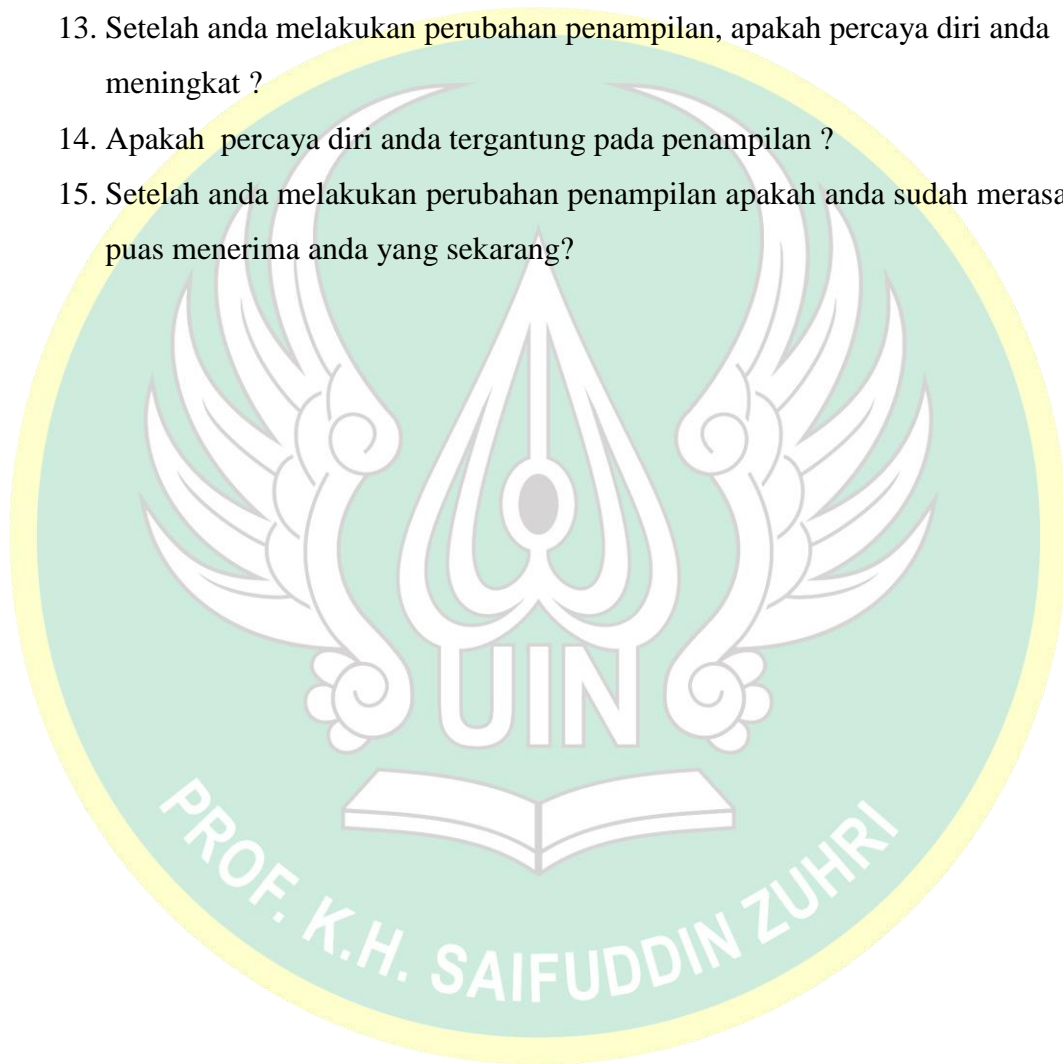 13. Setelah anda melakukan perubahan penampilan, apakah percaya diri anda
meningkat ?
14. Apakah  percaya diri anda tergantung pada penampilan ?
15. Setelah anda melakukan perubahan penampilan apakah anda sudah merasa
puas menerima anda yang sekarang?
UIN
PROF. K.H. SAIFUDDIN ZUHRI